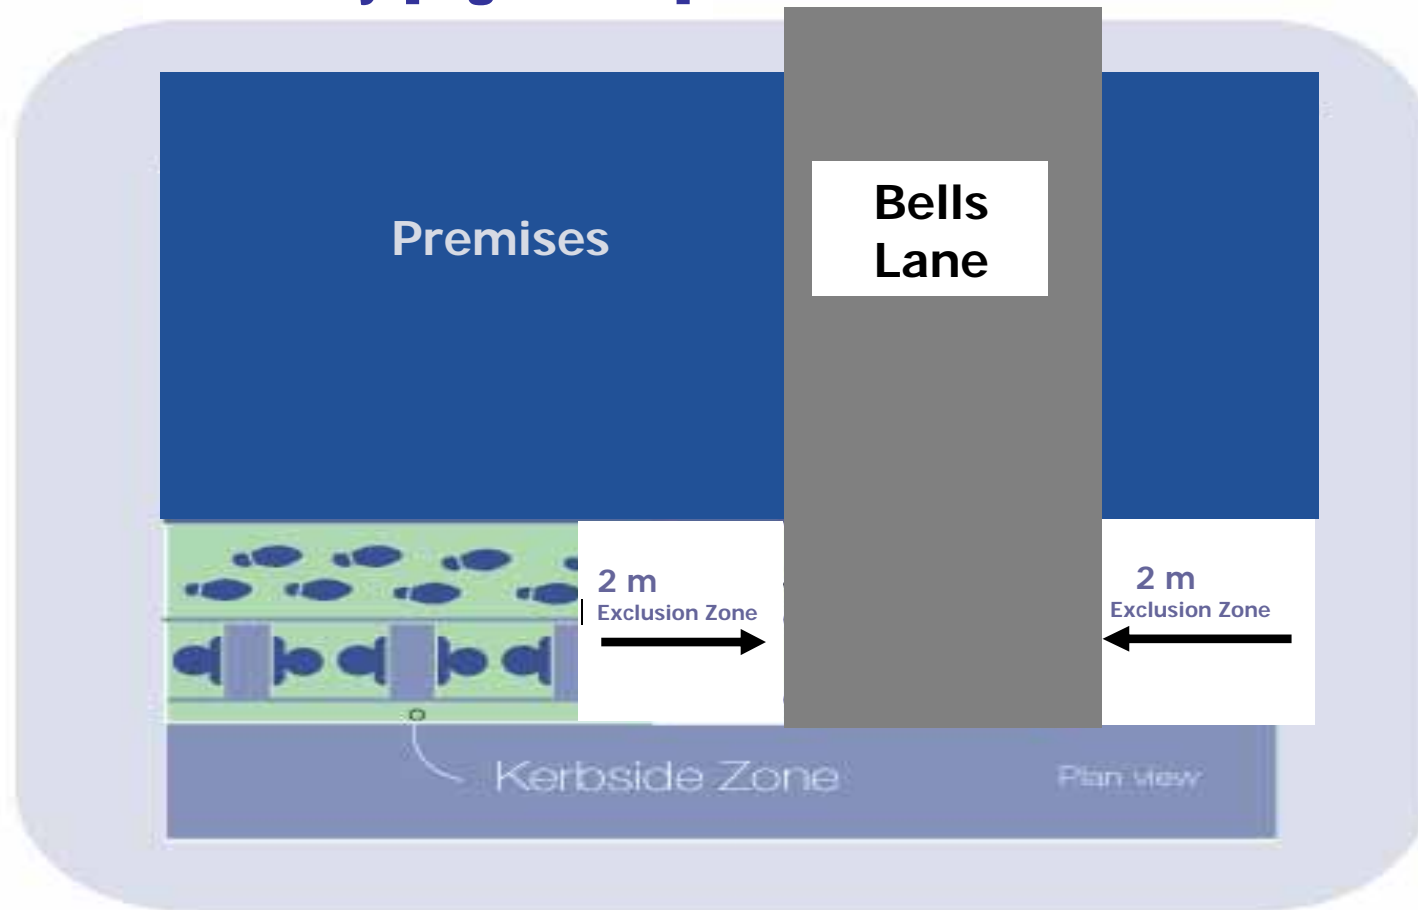 Premises
Bells
Lane
2 m
Exclusion Zone
2 m
Exclusion Zone
Kerbside Zone
Plan view